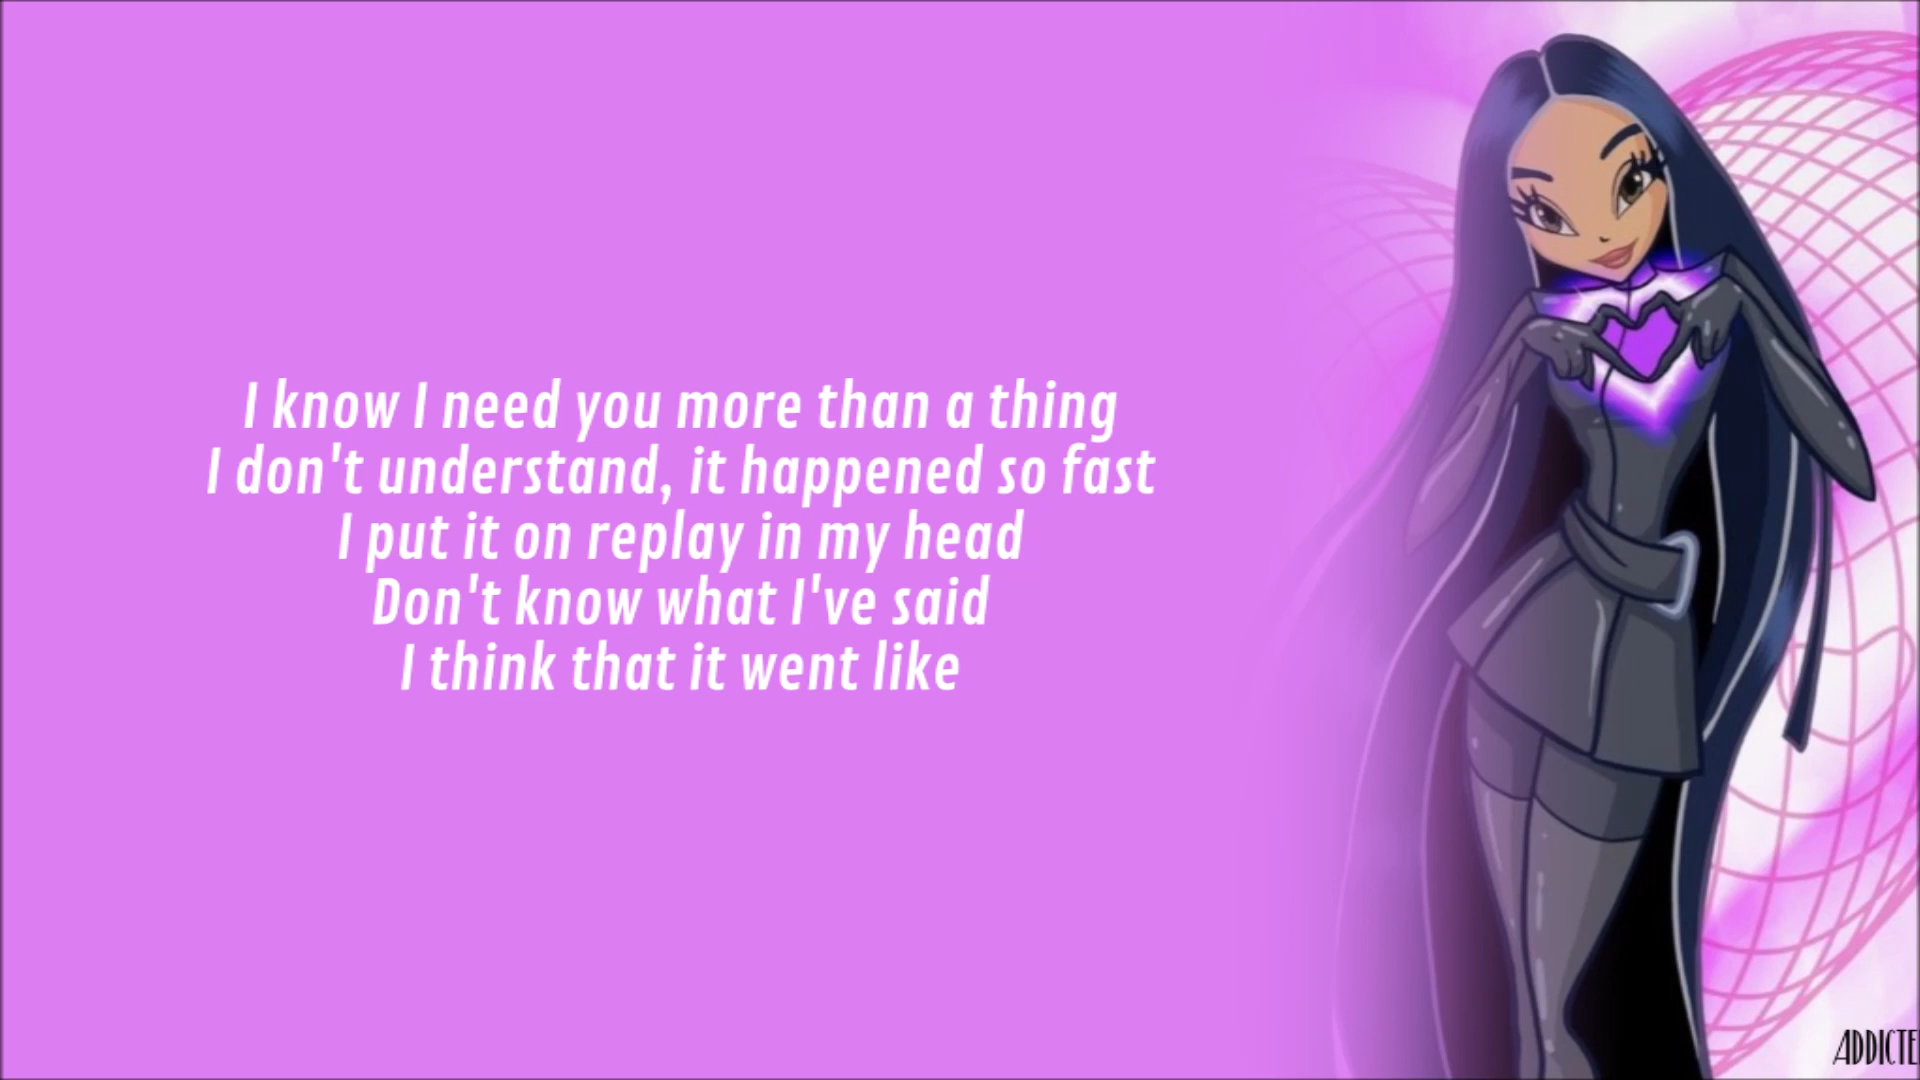 I know I need you more than a thing
I don't understand, it happened so fast
I put it on replay in my head
Don't know what I've said
I think that it went like
ADDICTE